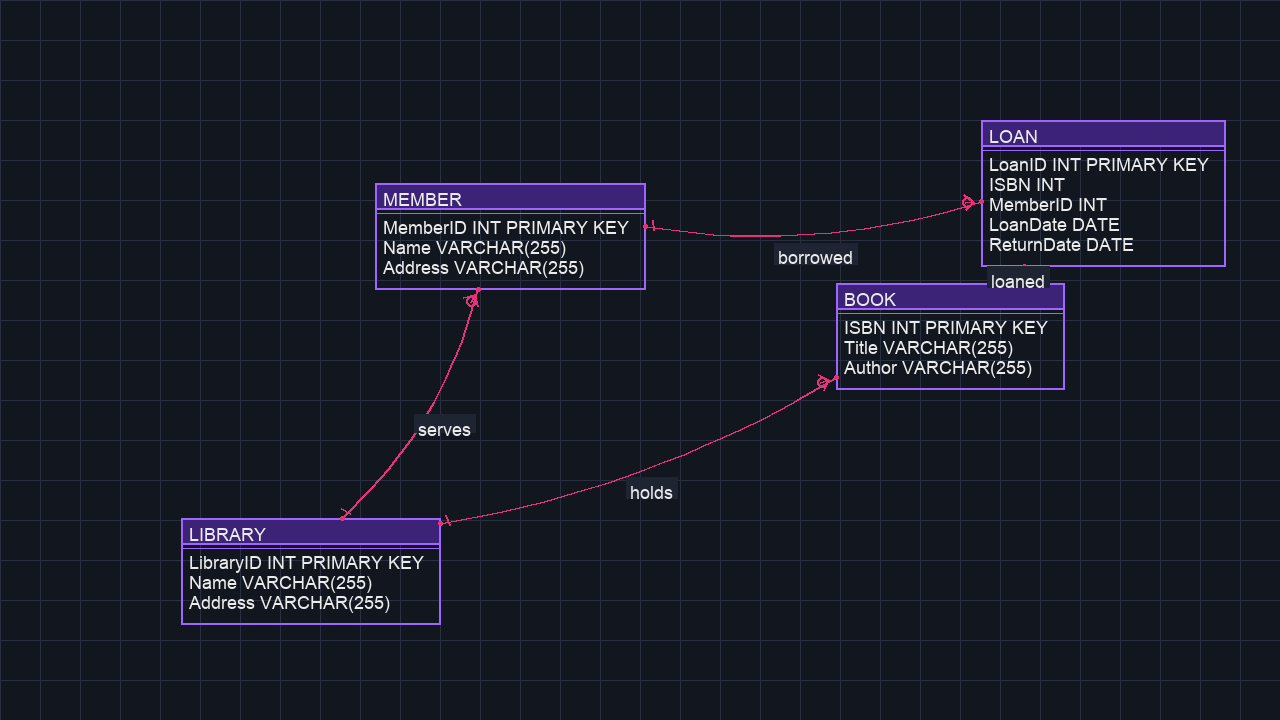 LOAN
LoanID INT PRIMARY KEY
ISBN INT
MemberID INT
LoanDate DATE
ReturnDate DATE
MEMBER
MemberID INT PRIMARY KEY
Name VARCHAR(255)
Address VARCHAR(255)
borrowed
loaned
BOOK
ISBN INT PRIMARY KEY
Title VARCHAR(255)
Author VARCHAR(255)
serves
holds
LIBRARY
LibraryID INT PRIMARY KEY
Name VARCHAR(255)
Address VARCHAR(255)